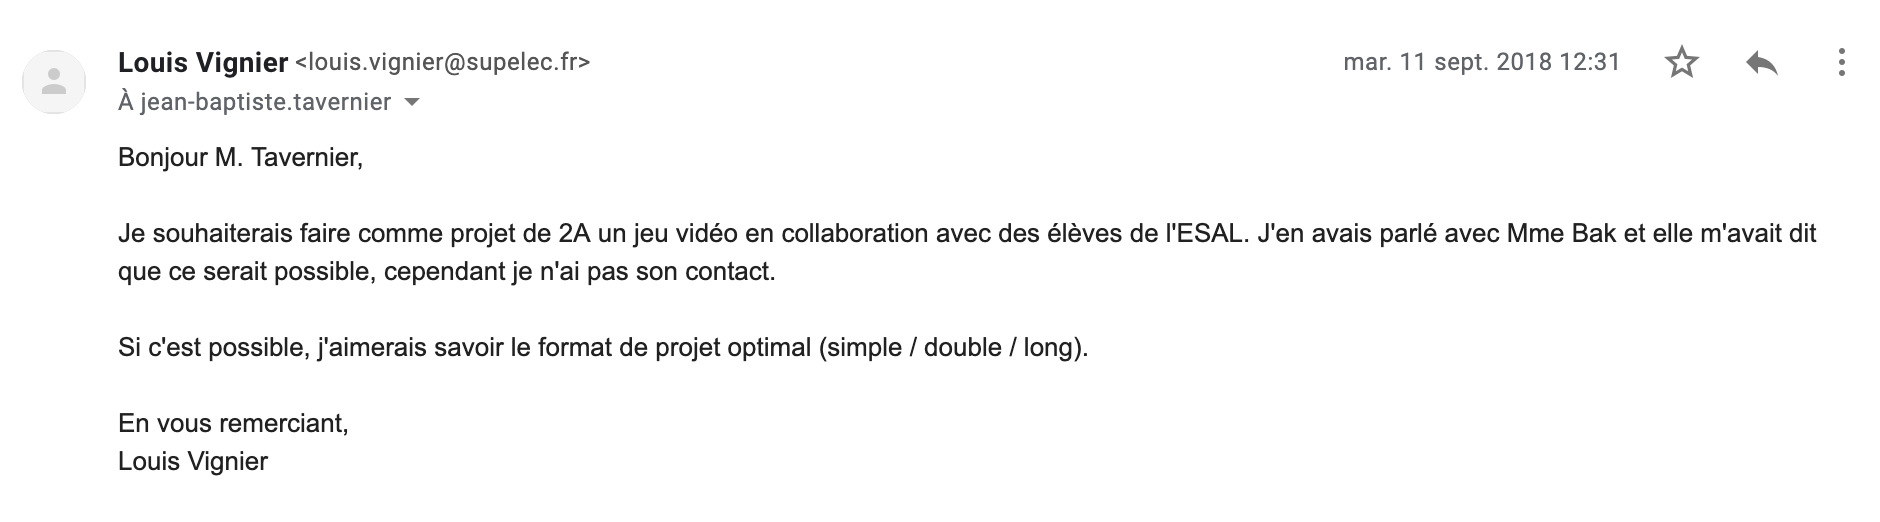 Louis Vignier <louis.vignier@supelec.fr> mar. 11 sept. 2018 12:31
À jean-baptiste.tavernier
Bonjour M. Tavernier,
Je souhaiterais faire comme projet de 2A un jeu vidéo en collaboration avec des élèves de l'ESAL. J'en avais parlé avec Mme Bak et elle m'avait dit
que ce serait possible, cependant je n'ai pas son contact.
Si c'est possible, j'aimerais savoir le format de projet optimal (simple / double / long).
En vous remerciant,
Louis Vignier